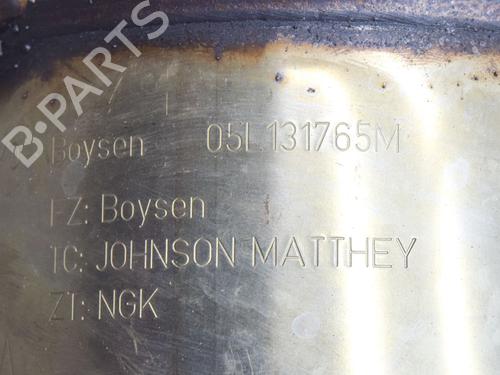 B-PARTS
Boysen 05L131765M
FZ: Boysen
TC: JOHNSON MATTHEY
ZT: NGK